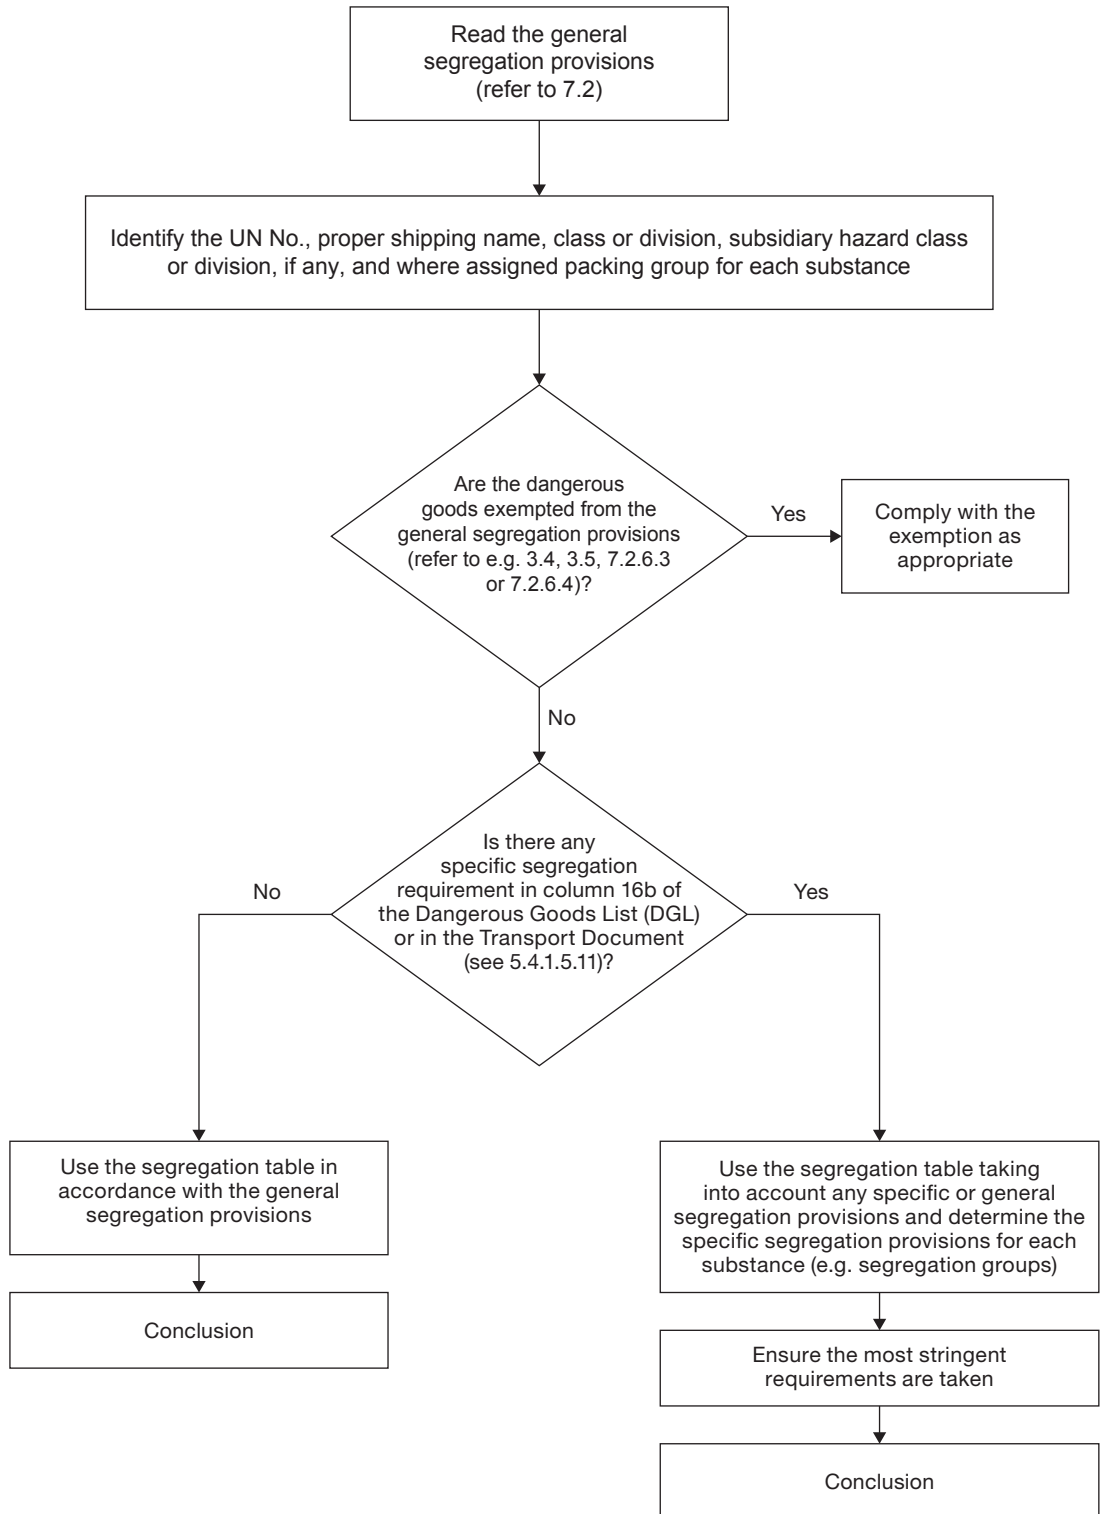 Read the general
segregation provisions
(refer to 7.2)
Identify the UN No., proper shipping name, class or division, subsidiary hazard class
or division, if any, and where assigned packing group for each substance
Are the dangerous
goods exempted from the
general segregation provisions
(refer to e.g. 3.4, 3.5, 7.2.6.3
or 7.2.6.4)?
Yes
Comply with the
exemption as
appropriate
No
Is there any
specific segregation
requirement in column 16b of
the Dangerous Goods List (DGL)
or in the Transport Document
(see 5.4.1.5.11)?
No
Yes
Use the segregation table in
accordance with the general
segregation provisions
Conclusion
Use the segregation table taking
into account any specific or general
segregation provisions and determine the
specific segregation provisions for each
substance (e.g. segregation groups)
Ensure the most stringent
requirements are taken
Conclusion